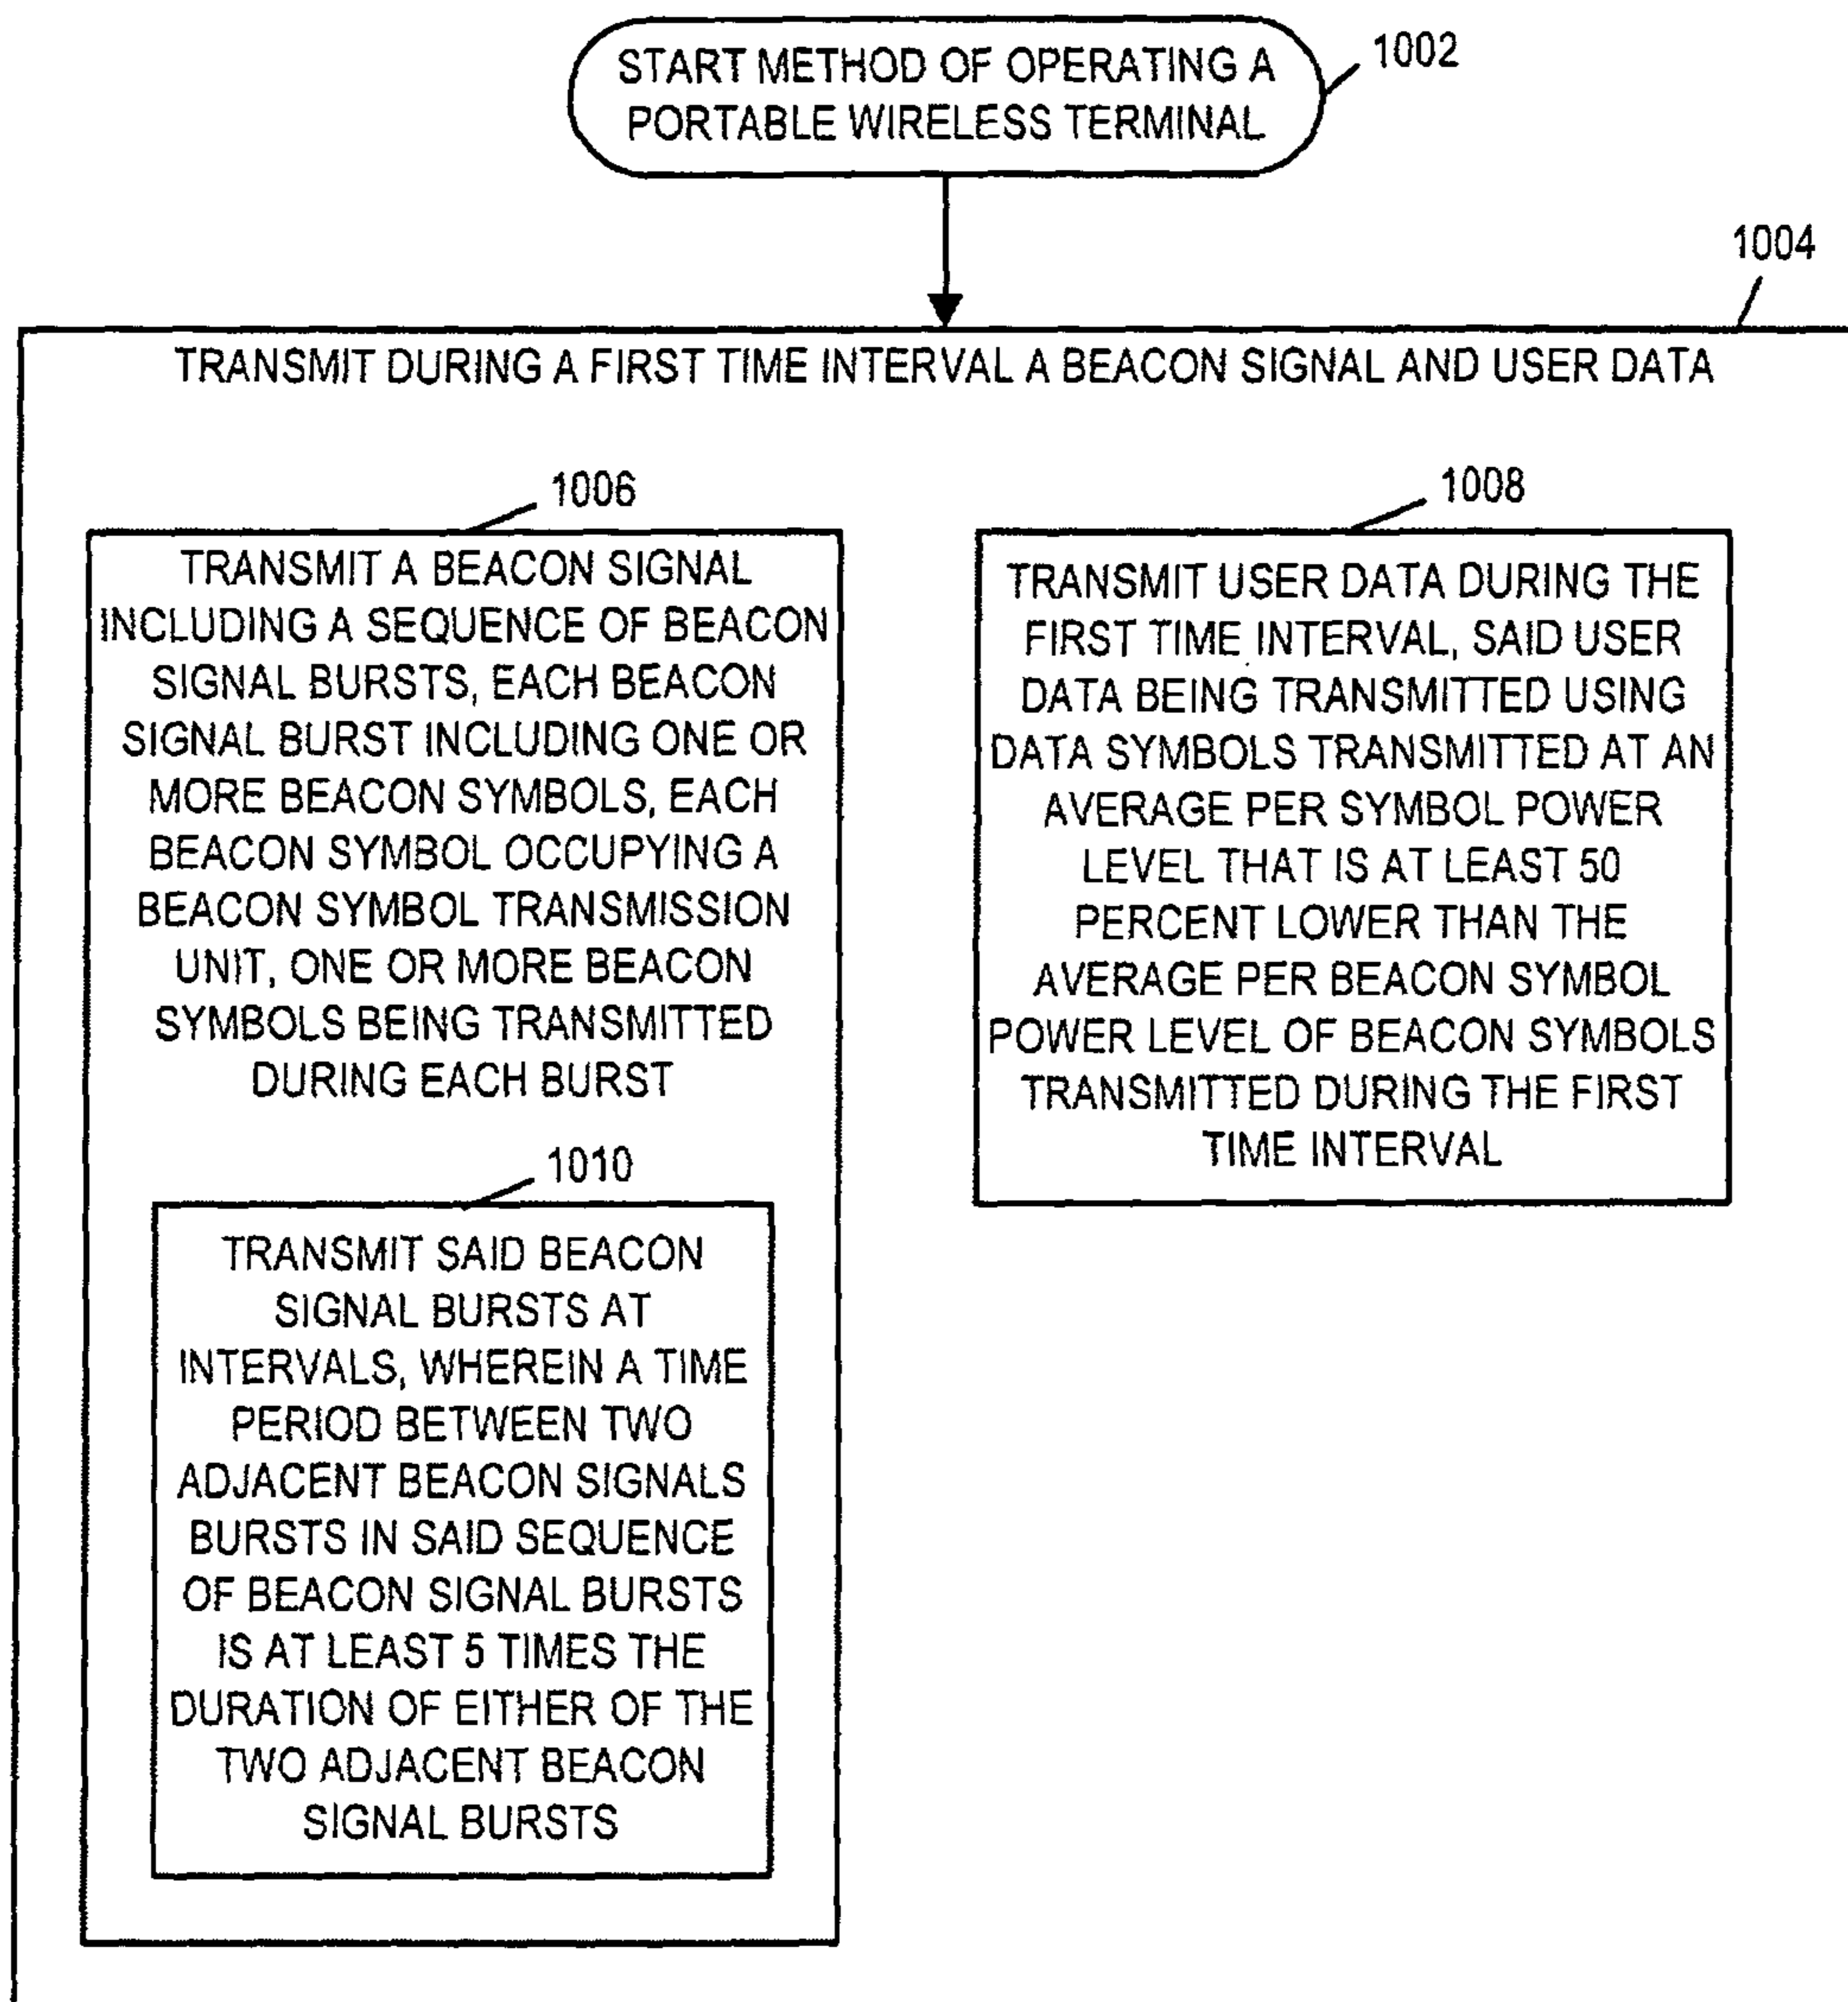 START METHOD OF OPERATING A
PORTABLE WIRELESS TERMINAL
1002
1004
TRANSMIT DURING A FIRST TIME INTERVAL A BEACON SIGNAL AND USER DATA
1006
TRANSMIT A BEACON SIGNAL
INCLUDING A SEQUENCE OF BEACON
SIGNAL BURSTS, EACH BEACON
SIGNAL BURST INCLUDING ONE OR
MORE BEACON SYMBOLS, EACH
BEACON SYMBOL OCCUPYING A
BEACON SYMBOL TRANSMISSION
UNIT, ONE OR MORE BEACON
SYMBOLS BEING TRANSMITTED
DURING EACH BURST
1010
TRANSMIT SAID BEACON
SIGNAL BURSTS AT
INTERVALS, WHEREIN A TIME
PERIOD BETWEEN TWO
ADJACENT BEACON SIGNALS
BURSTS IN SAID SEQUENCE
OF BEACON SIGNAL BURSTS
IS AT LEAST 5 TIMES THE
DURATION OF EITHER OF THE
TWO ADJACENT BEACON
SIGNAL BURSTS
1008
TRANSMIT USER DATA DURING THE
FIRST TIME INTERVAL, SAID USER
DATA BEING TRANSMITTED USING
DATA SYMBOLS TRANSMITTED AT AN
AVERAGE PER SYMBOL POWER
LEVEL THAT IS AT LEAST 50
PERCENT LOWER THAN THE
AVERAGE PER BEACON SYMBOL
POWER LEVEL OF BEACON SYMBOLS
TRANSMITTED DURING THE FIRST
TIME INTERVAL